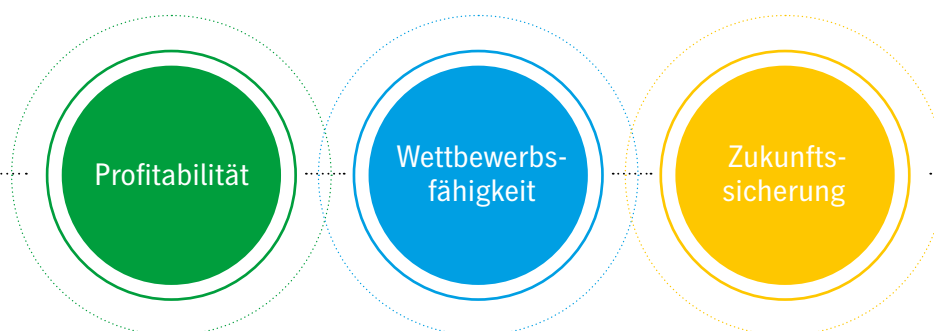 Profitabilität
Wettbewerbs-
fähigkeit
Zukunfts-
sicherung